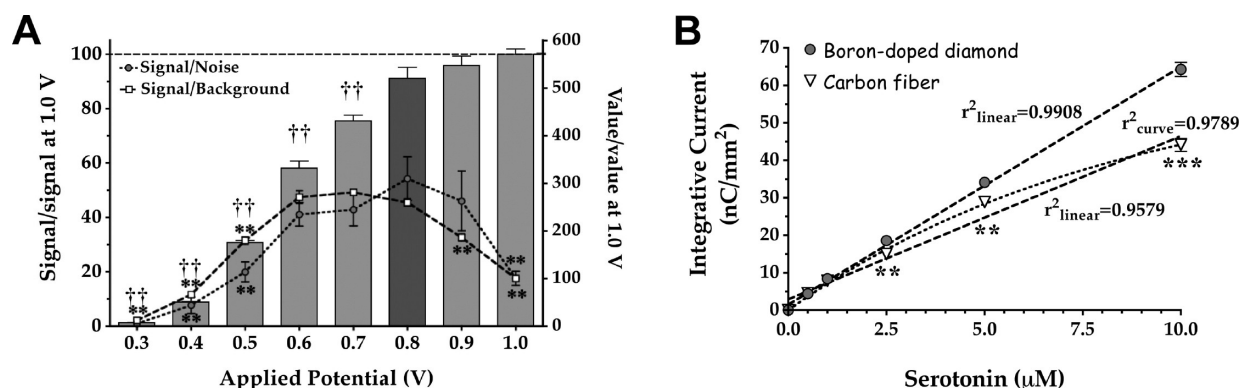 A
Signal/signal at 1.0 V
100
80
60
40
20
0
Signal/Noise
Signal/Background
††
**
**
††
**
**
††
**
**
††
††
**
**
**
600
500
400
300
200
100
0
Value/value at 1.0 V
0.3 0.4 0.5 0.6 0.7 0.8 0.9 1.0
Applied Potential (V)
B
Integrative Current
(nC/mm2)
70
60
50
40
30
20
10
0
Boron-doped diamond
Carbon fiber
r2linear=0.9908
r2curve=0.9789
r2linear=0.9579
**
**
***
0.0 2.5 5.0 7.5 10.0
Serotonin (µM)